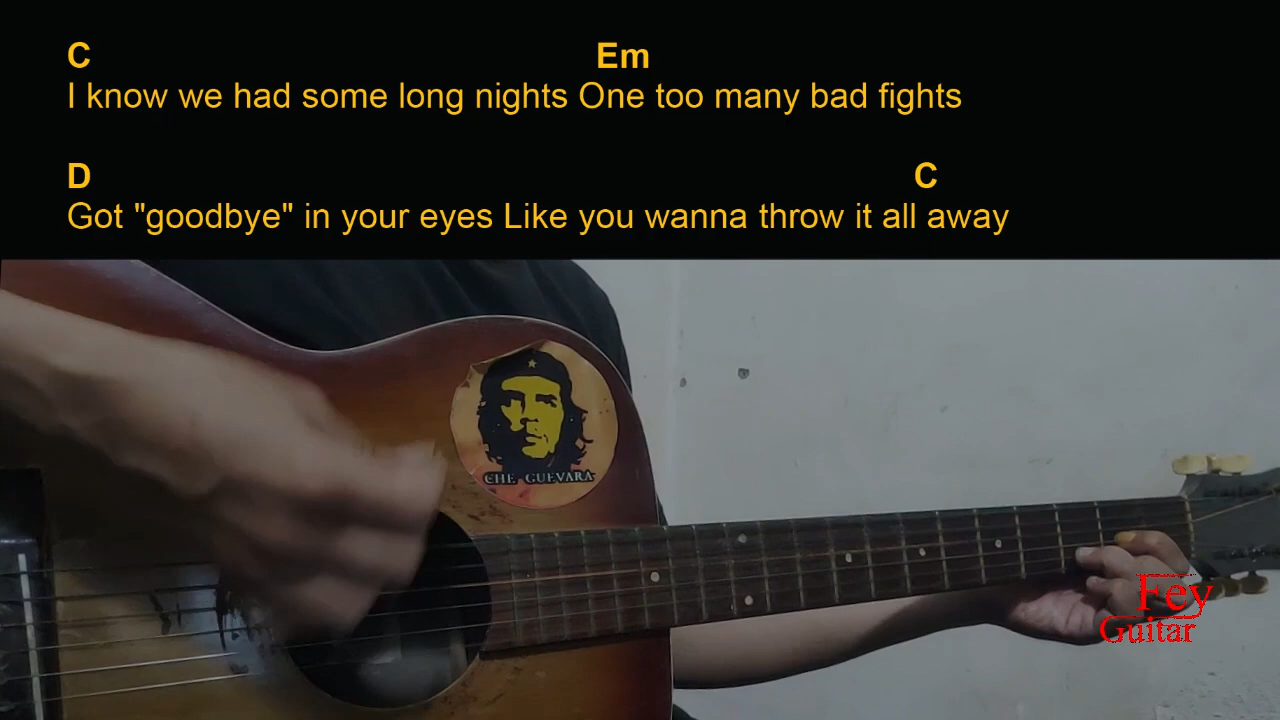 C Em
I know we had some long nights One too many bad fights
D C
Got "goodbye" in your eyes Like you wanna throw it all away
CHE GUEVARA
Fey
Guitar